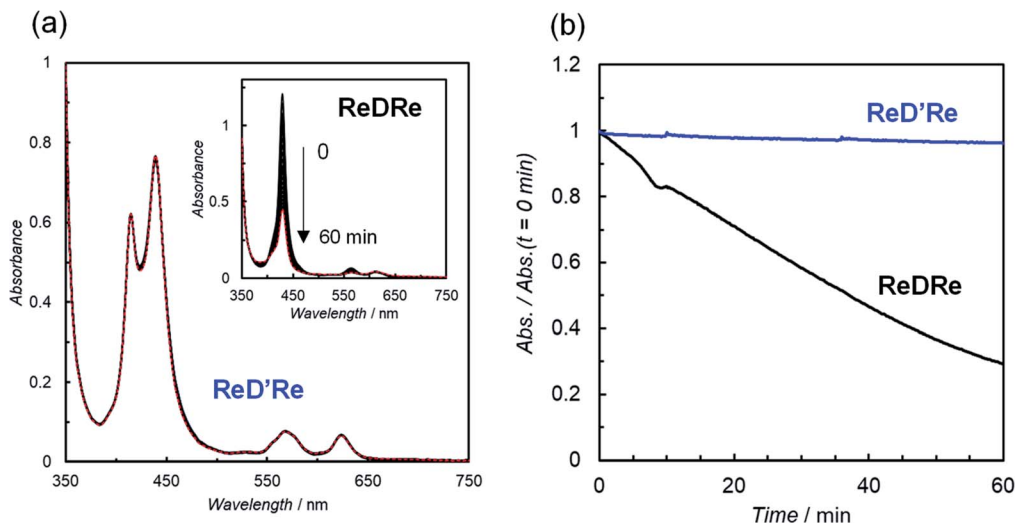 (a)
Absorbance
1
0.8
0.6
0.4
0.2
0
350
450
550
650
750
Wavelength / nm
ReD'Re
Absorbance
1
0.5
0
350
450
550
650
750
Wavelength / nm
ReDRe
0
60 min
(b)
Abs. / Abs.(t = 0 min)
1.2
1
0.8
0.6
0.4
0.2
0
0
20
40
60
Time / min
ReD'Re
ReDRe